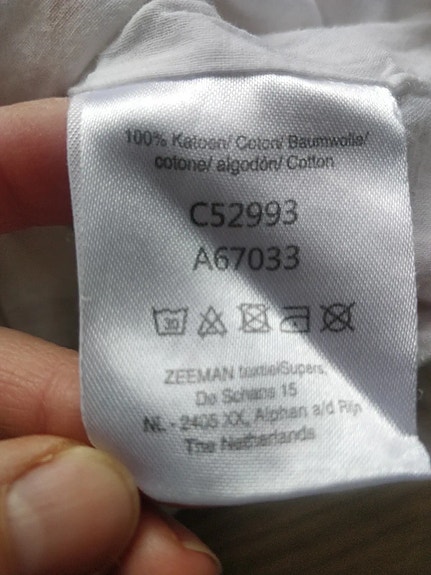 100% Katoen/ Coton/ Baumwolle/
cotone/ algodón/ Cotton
C52993
A67033
30
ZEEMAN textielSupers,
De Schans 15
NL - 2405 XX, Alphen a/d Rijn
The Netherlands